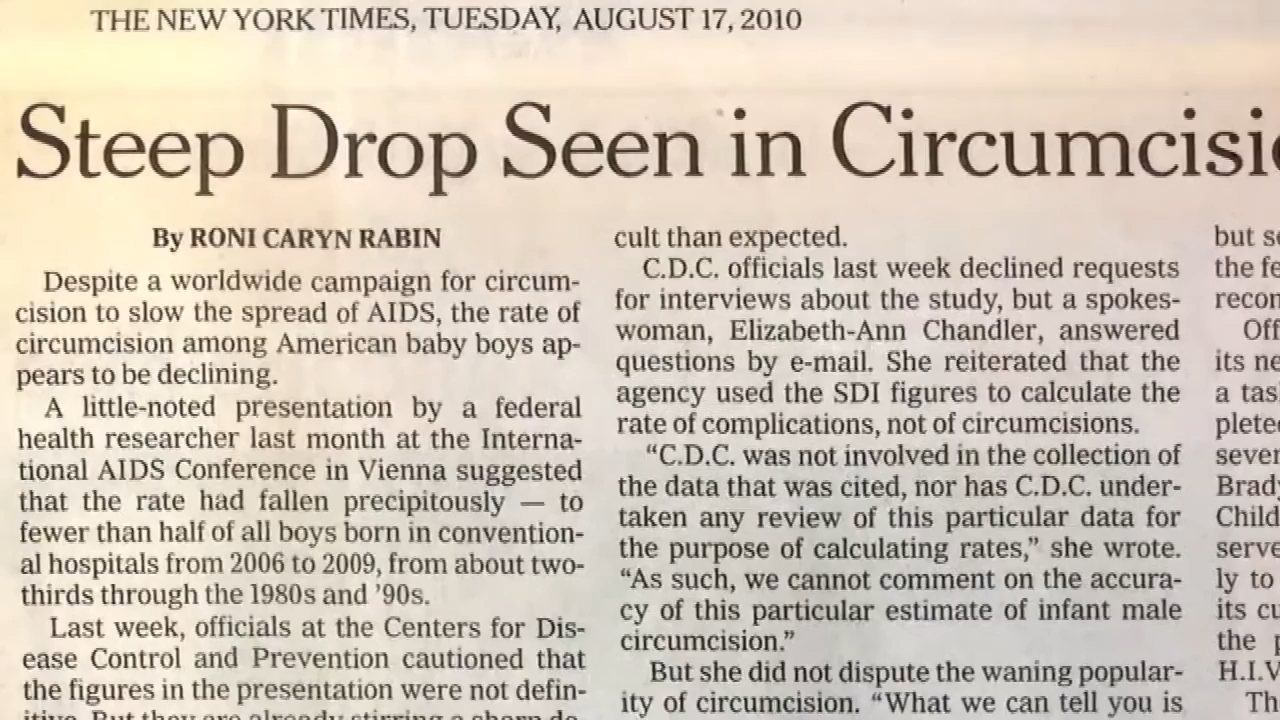 THE NEW YORK TIMES, TUESDAY, AUGUST 17, 2010
Steep Drop Seen in
By RONI CARYN RABIN
Despite a worldwide campaign for circum-
cision to slow the spread of AIDS, the rate of
circumcision among American baby boys ap-
pears to be declining.
A little-noted presentation by a federal
health researcher last month at the Interna-
tional AIDS Conference in Vienna suggested
that the rate had fallen precipitously — to
fewer than half of all boys born in convention-
al hospitals from 2006 to 2009, from about two-
thirds through the 1980s and ’90s.
Last week, officials at the Centers for Dis-
ease Control and Prevention cautioned that
the figures in the presentation were not defin-
cult than expected.
C.D.C. officials last week declined requests
for interviews about the study, but a spokes-
woman, Elizabeth-Ann Chandler, answered
questions by e-mail. She reiterated that the
agency used the SDI figures to calculate the
rate of complications, not of circumcisions.
“C.D.C. was not involved in the collection of
the data that was cited, nor has C.D.C. under-
taken any review of this particular data for
the purpose of calculating rates,” she wrote.
“As such, we cannot comment on the accura-
cy of this particular estimate of infant male
circumcision.”
But she did not dispute the waning popular-
ity of circumcision. “What we can tell you is
but
the
its
a
ly to
its
the